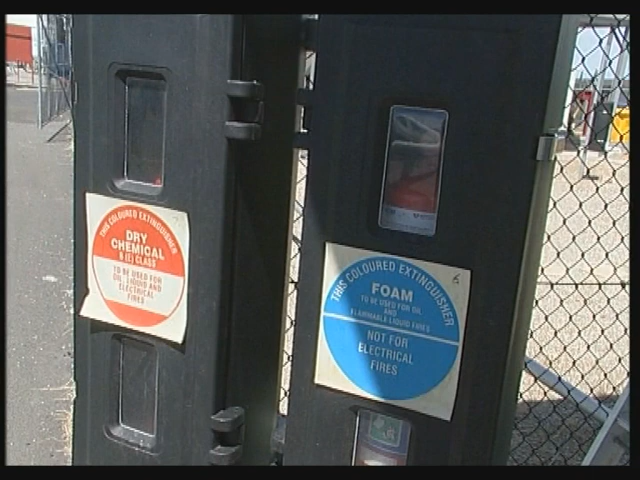 THIS COLOURED EXTINGUISHER
DRY
CHEMICAL
B (E) CLASS
TO BE USED FOR
OIL, LIQUID AND
ELECTRICAL
FIRES
THIS COLOURED EXTINGUISHER
FOAM
TO BE USED FOR OIL
AND
FLAMMABLE LIQUID FIRES
NOT FOR
ELECTRICAL
FIRES